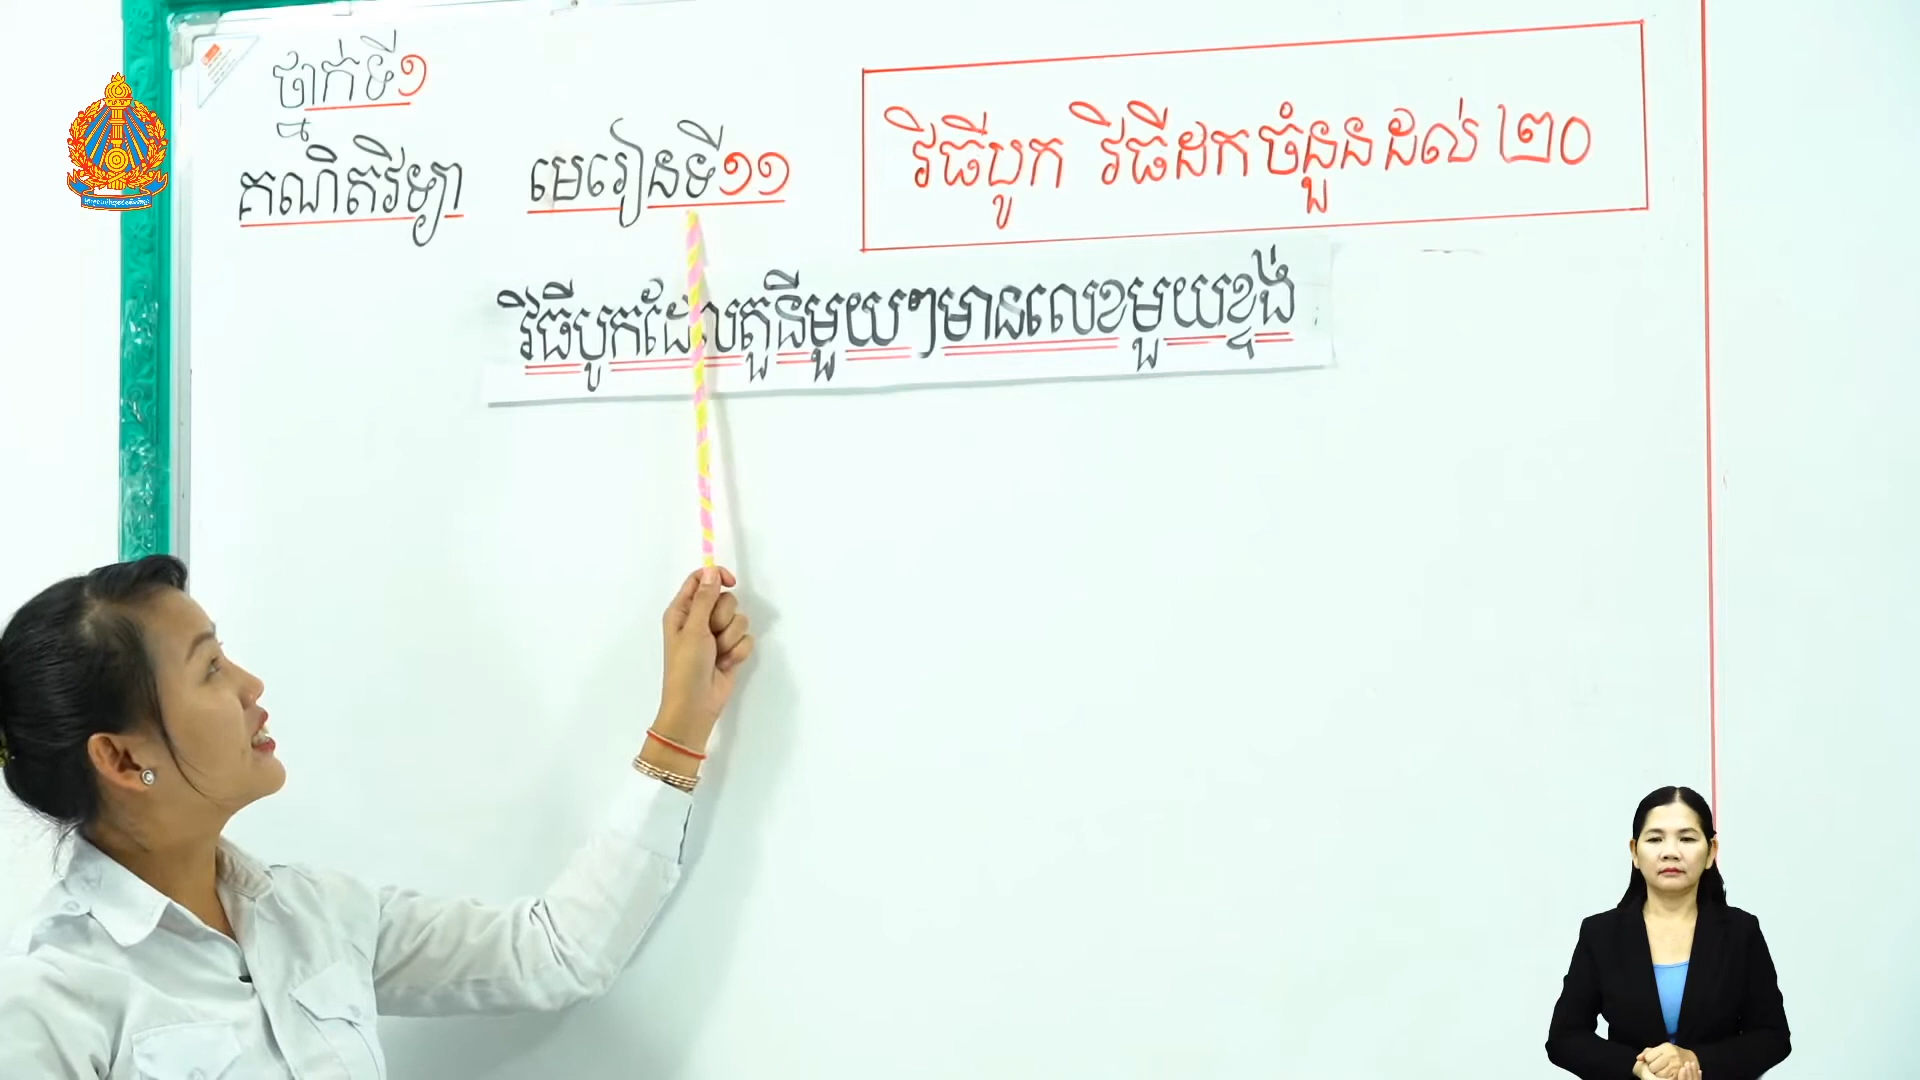 ថ្នាក់ទី១
គណិតវិទ្យា មេរៀនទី១១
វិធីបូក វិធីដកចំនួនដល់ ២០
វិធីបូកដែលតួនីមួយៗមានលេខមួយខ្ទង់